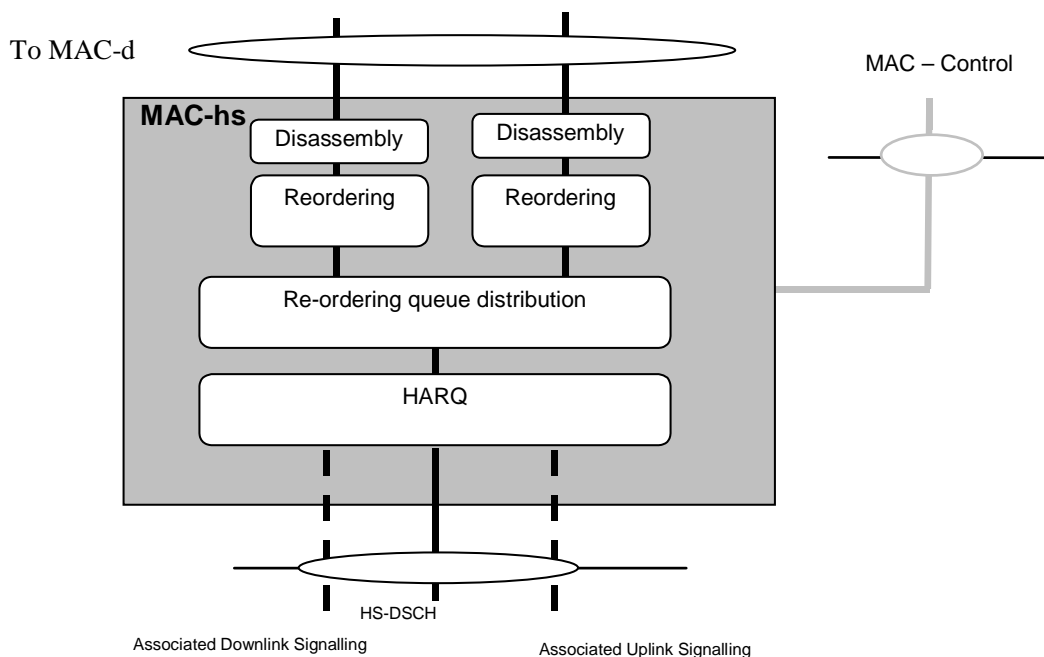 To MAC-d
MAC – Control
MAC-hs
Disassembly
Disassembly
Reordering
Reordering
Re-ordering queue distribution
HARQ
HS-DSCH
Associated Downlink Signalling
Associated Uplink Signalling